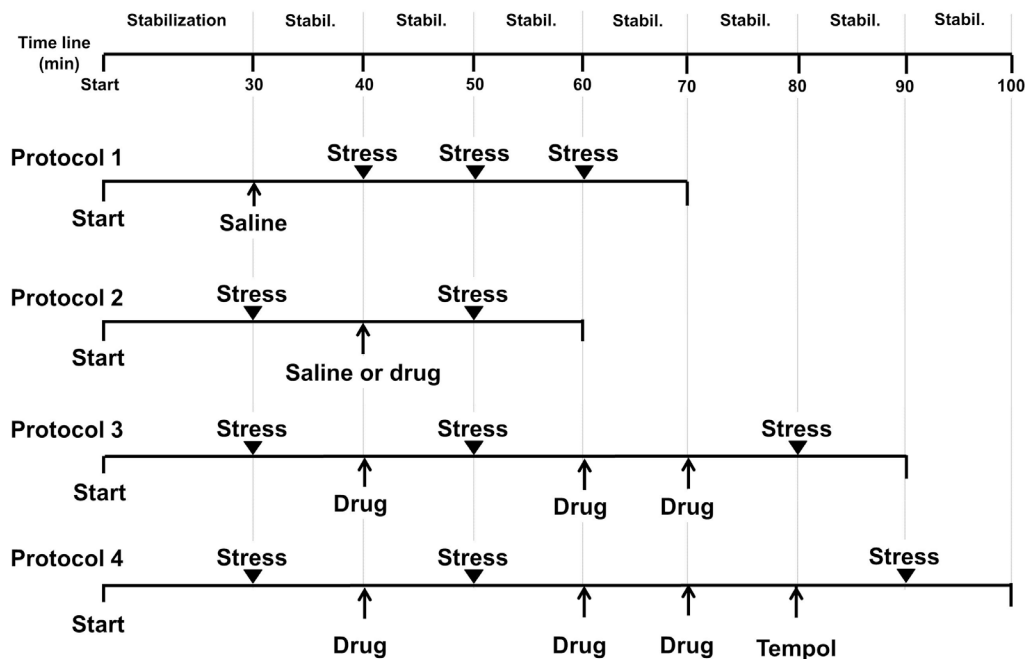 Stabilization Stabil. Stabil. Stabil. Stabil. Stabil. Stabil. Stabil.
Time line
(min)
Start 30 40 50 60 70 80 90 100
Protocol 1
Stress Stress Stress
Start
Saline
Protocol 2
Stress Stress
Start
Saline or drug
Protocol 3
Stress Stress Stress
Start
Drug Drug Drug
Protocol 4
Stress Stress Stress
Start
Drug Drug Drug Tempol